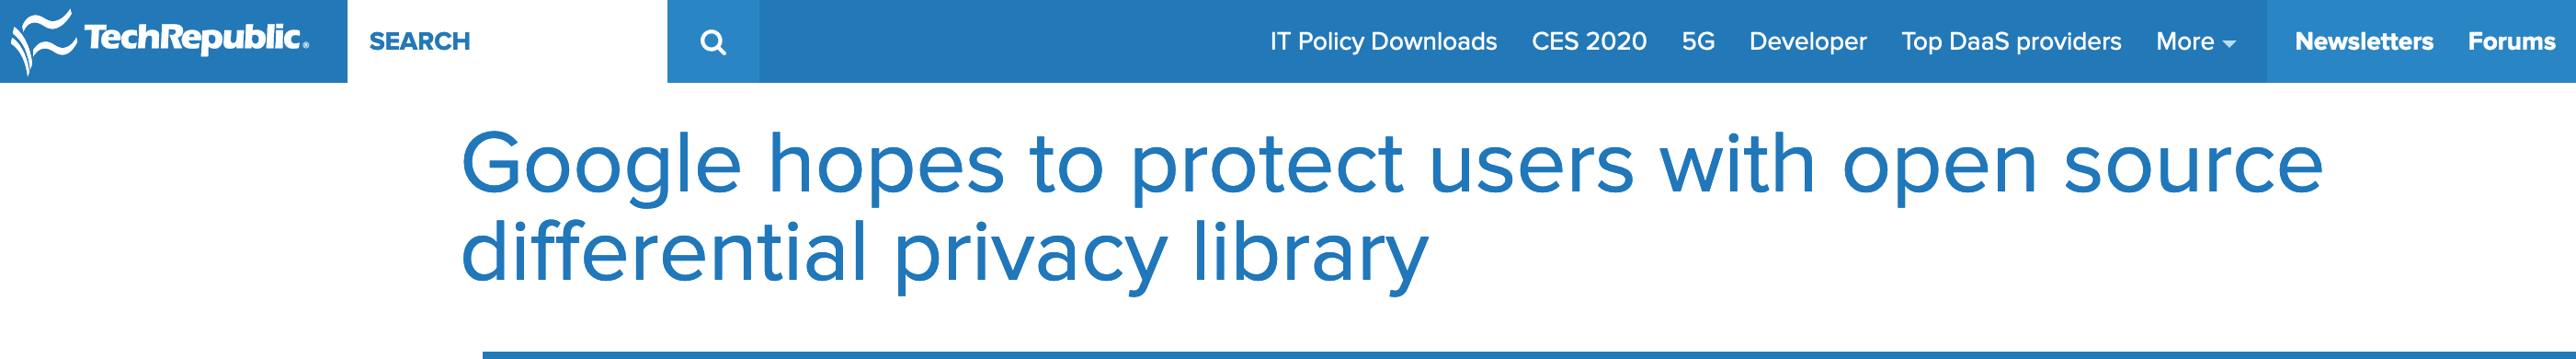 TechRepublic®
SEARCH
IT Policy Downloads CES 2020 5G Developer Top DaaS providers More Newsletters Forums
Google hopes to protect users with open source
differential privacy library